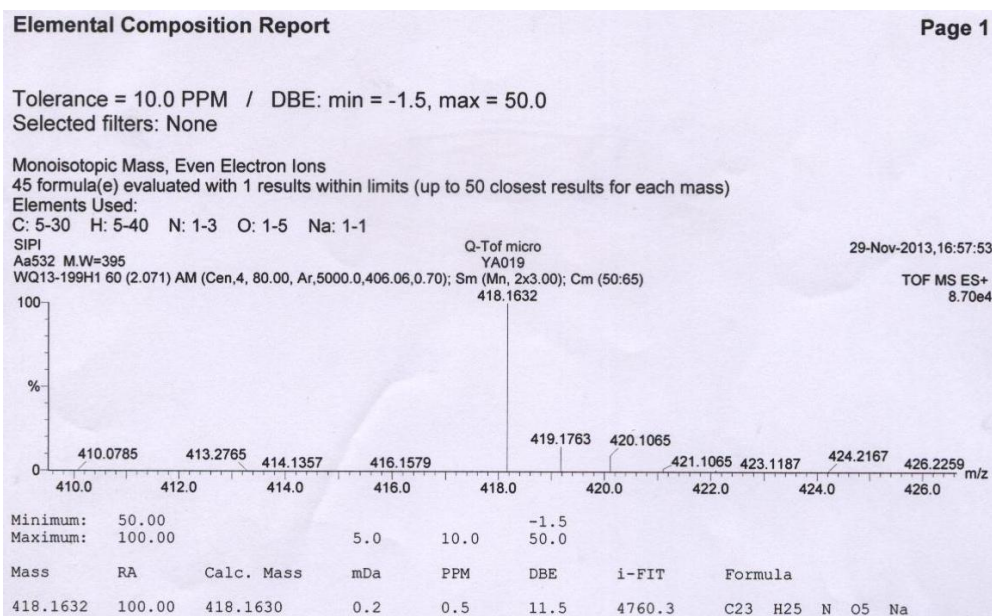 Elemental Composition Report Page 1
Tolerance = 10.0 PPM / DBE: min = -1.5, max = 50.0
Selected filters: None
Monoisotopic Mass, Even Electron Ions
45 formula(e) evaluated with 1 results within limits (up to 50 closest results for each mass)
Elements Used:
C: 5-30 H: 5-40 N: 1-3 O: 1-5 Na: 1-1
SIPI Q-Tof micro 29-Nov-2013,16:57:53
Aa532 M.W=395 YA019
WQ13-199H1 60 (2.071) AM (Cen,4, 80.00, Ar,5000.0,406.06,0.70); Sm (Mn, 2x3.00); Cm (50:65) TOF MS ES+
418.1632 8.70e4
100
%
419.1763 420.1065
410.0785 413.2765 414.1357 416.1579 421.1065 423.1187 424.2167 426.2259
0 m/z
410.0 412.0 414.0 416.0 418.0 420.0 422.0 424.0 426.0
Minimum: 50.00 -1.5
Maximum: 100.00 5.0 10.0 50.0
Mass RA Calc. Mass mDa PPM DBE i-FIT Formula
418.1632 100.00 418.1630 0.2 0.5 11.5 4760.3 C23 H25 N O5 Na